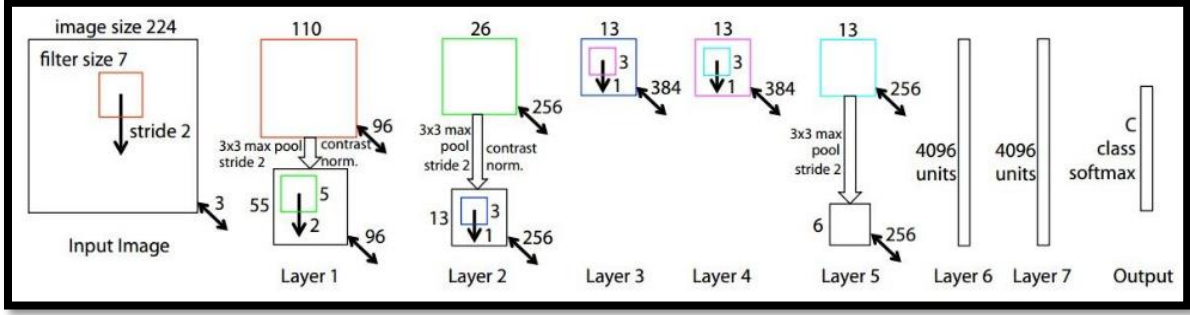 image size 224
filter size 7
stride 2
3
Input Image
110
96
3x3 max pool
stride 2
contrast
norm.
55
5
2
96
Layer 1
26
256
3x3 max
pool
stride 2
contrast
norm.
13
3
1
256
Layer 2
13
3
1
384
Layer 3
13
3
1
384
Layer 4
13
256
3x3 max
pool
stride 2
6
256
Layer 5
4096
units
Layer 6
4096
units
Layer 7
C
class
softmax
Output